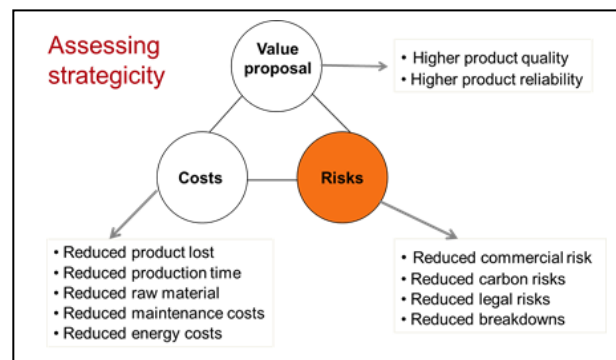 Assessing
strategicity
Value
proposal
• Higher product quality
• Higher product reliability
Costs
Risks
• Reduced product lost
• Reduced production time
• Reduced raw material
• Reduced maintenance costs
• Reduced energy costs
• Reduced commercial risk
• Reduced carbon risks
• Reduced legal risks
• Reduced breakdowns